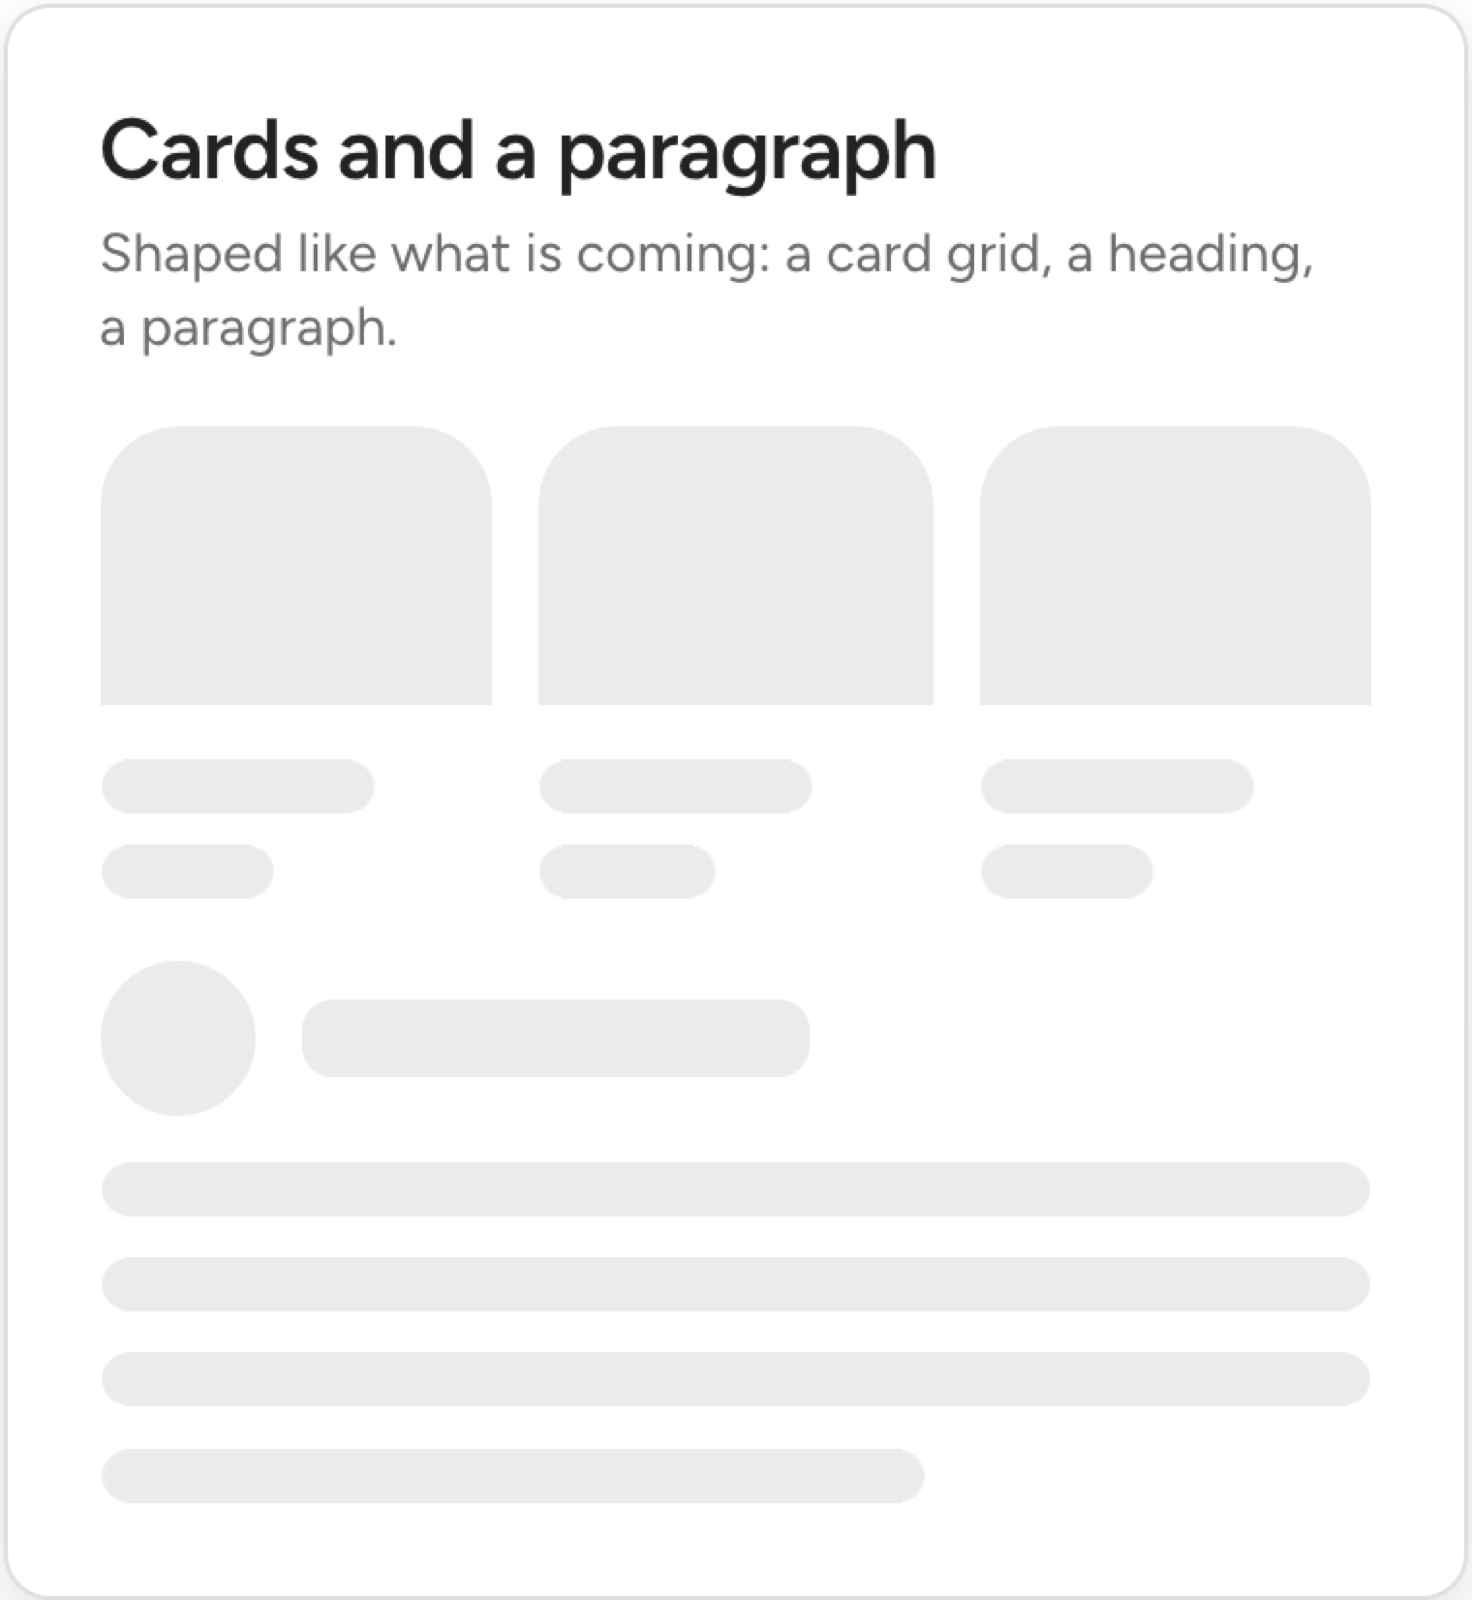 Cards and a paragraph
Shaped like what is coming: a card grid, a heading,
a paragraph.